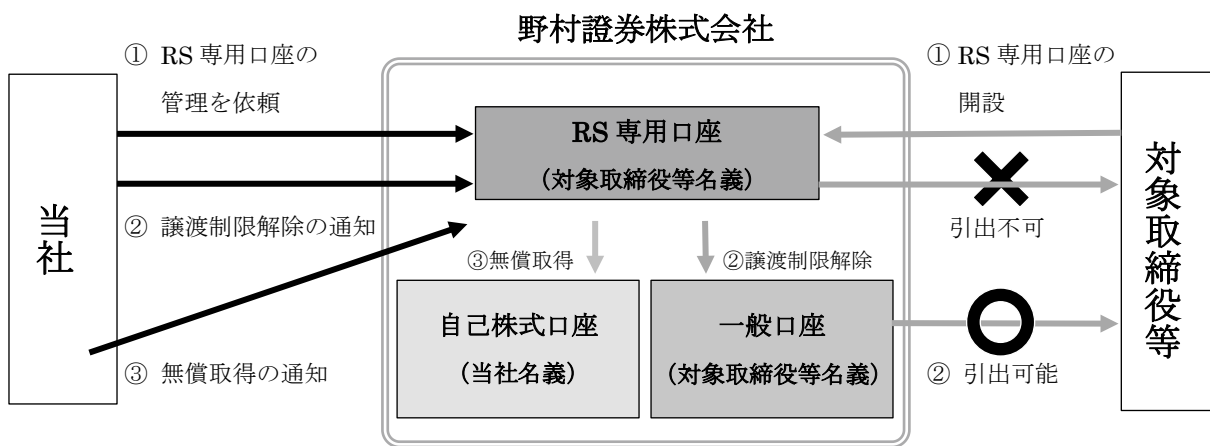 野村證券株式会社
① RS 専用口座の
管理を依頼
① RS 専用口座の
開設
RS 専用口座
(対象取締役等名義)
当社
対象取締役等
② 譲渡制限解除の通知
引出不可
③無償取得
②譲渡制限解除
自己株式口座
(当社名義)
一般口座
(対象取締役等名義)
③ 無償取得の通知
② 引出可能